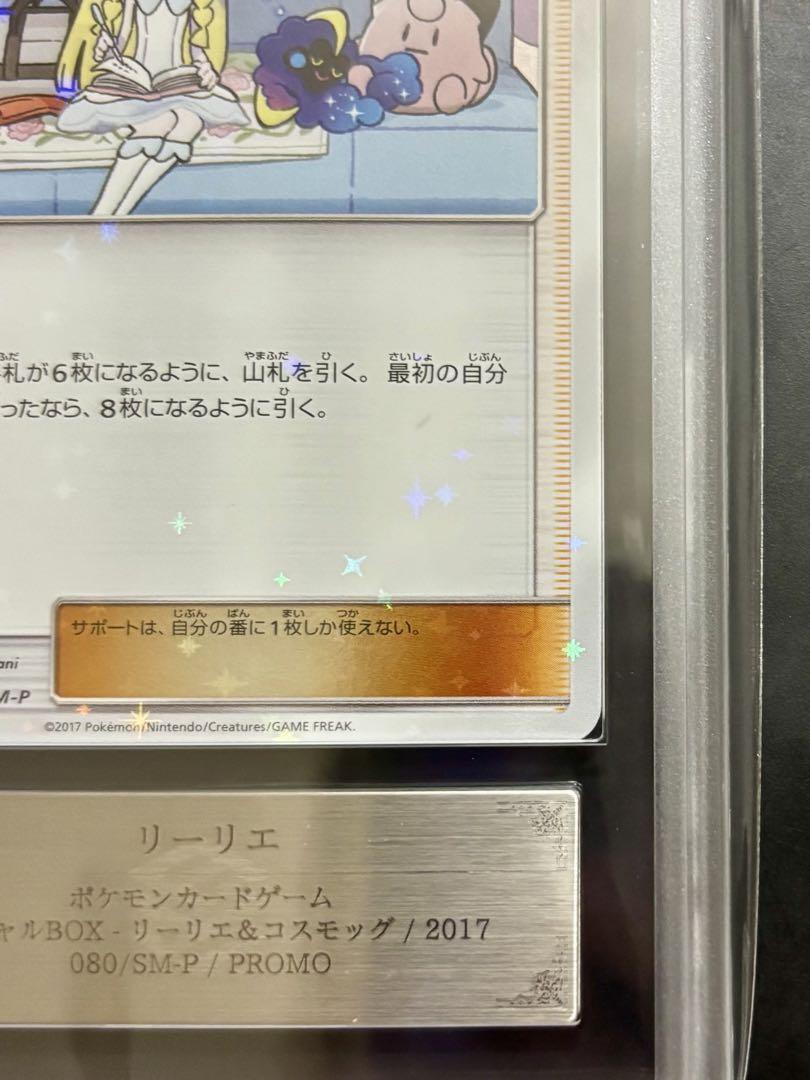 札が6枚になるように、山札を引く。最初の自分
ったなら、8枚になるように引く。
サポートは、自分の番に1枚しか使えない。
ani
M-P
©2017 Pokémon/Nintendo/Creatures/GAME FREAK.
リーリエ
ポケモンカードゲーム
ャルBOX - リーリエ&コスモッグ / 2017
080/SM-P / PROMO